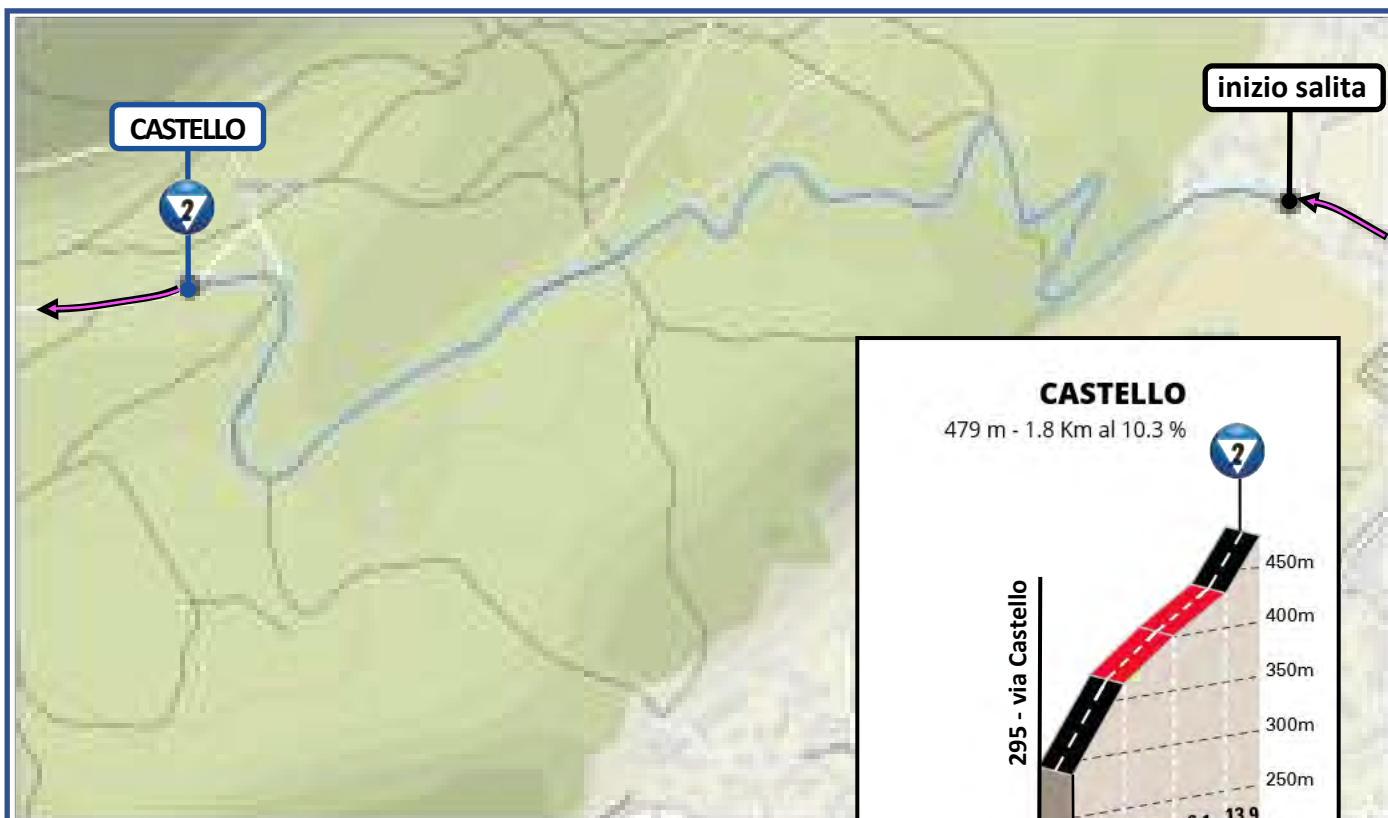 CASTELLO
2
inizio salita
CASTELLO
479 m - 1.8 Km al 10.3 %
2
295 - via Castello
450m
400m
350m
300m
250m
13.9